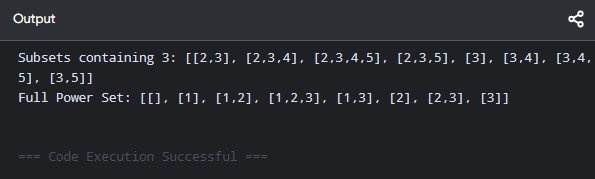 Output
Subsets containing 3: [[2,3], [2,3,4], [2,3,4,5], [2,3,5], [3], [3,4], [3,4,
5], [3,5]]
Full Power Set: [[], [1], [1,2], [1,2,3], [1,3], [2], [2,3], [3]]
=== Code Execution Successful ===